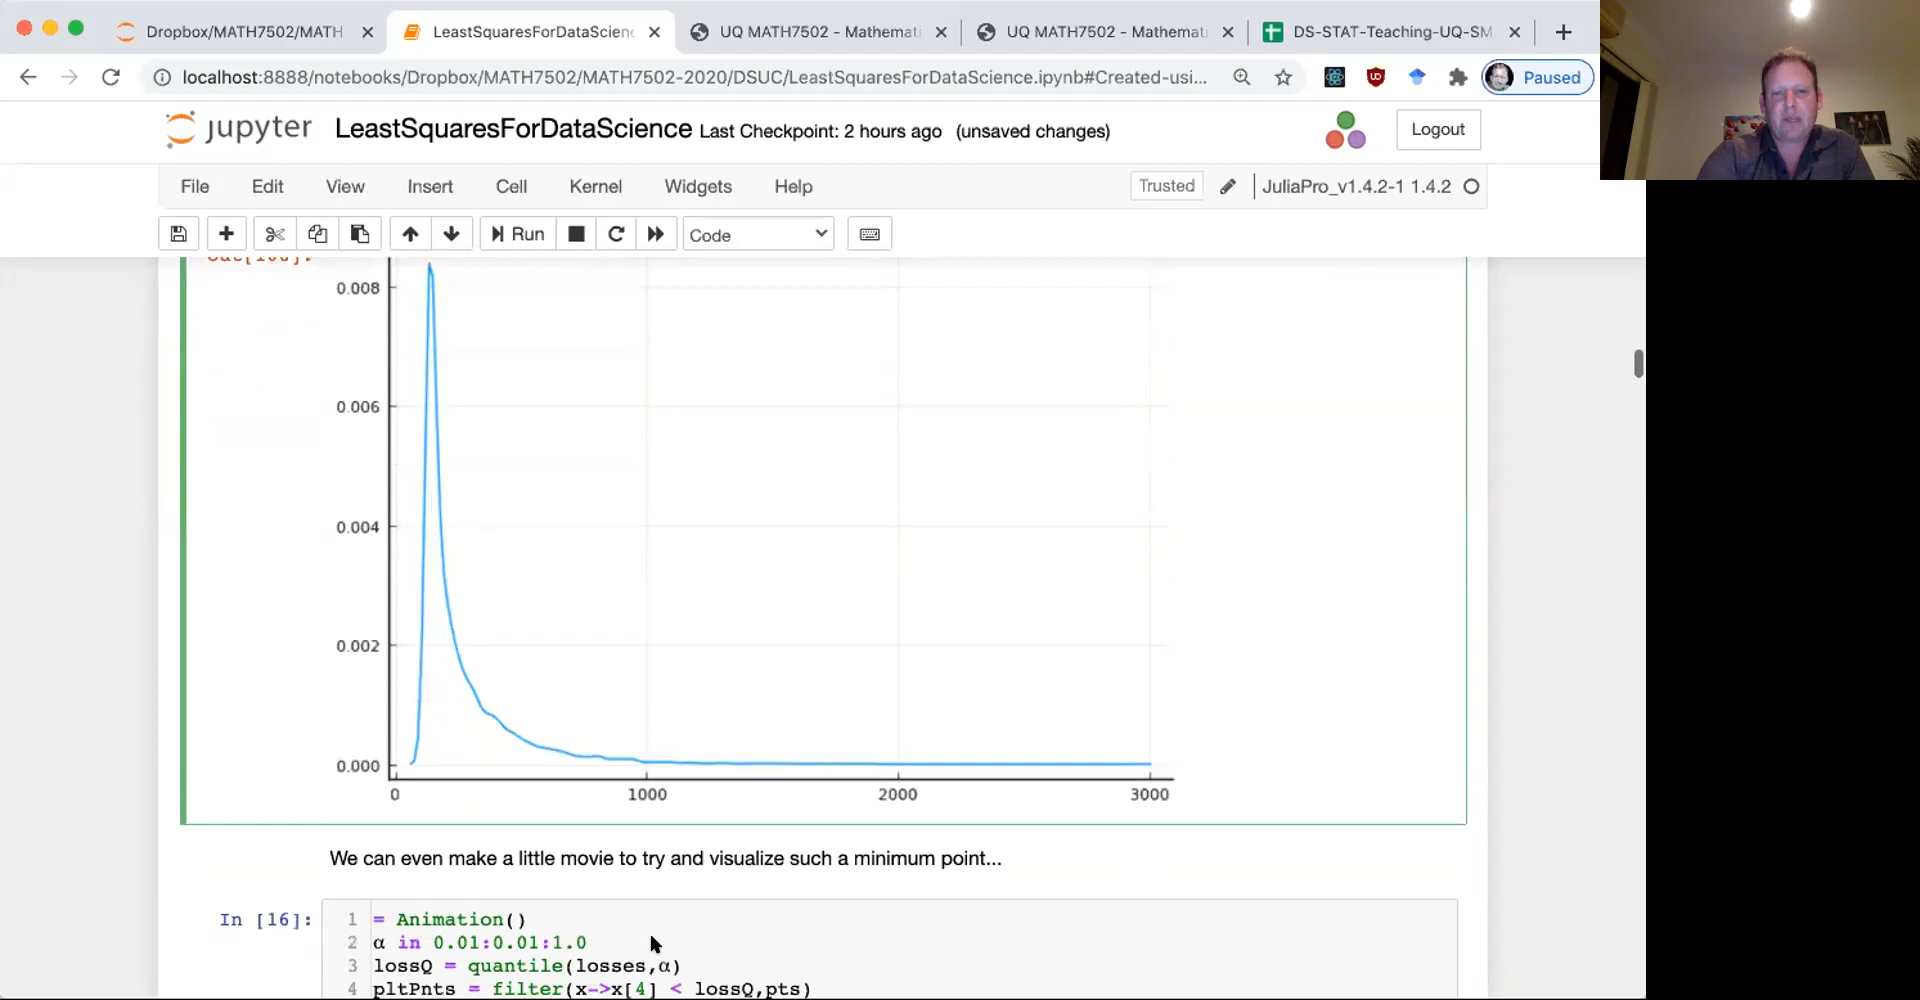 Dropbox/MATH7502/MATH
LeastSquaresForDataScienc
UQ MATH7502 - Mathemati
UQ MATH7502 - Mathemati
DS-STAT-Teaching-UQ-SM
localhost:8888/notebooks/Dropbox/MATH7502/MATH7502-2020/DSUC/LeastSquaresForDataScience.ipynb#Created-usi...
Paused
jupyter LeastSquaresForDataScience Last Checkpoint: 2 hours ago (unsaved changes)
Logout
File Edit View Insert Cell Kernel Widgets Help
Trusted
JuliaPro_v1.4.2-1 1.4.2
Run
Code
0.008
0.006
0.004
0.002
0.000
0 1000 2000 3000
We can even make a little movie to try and visualize such a minimum point...
In [16]:
1 = Animation()
2 α in 0.01:0.01:1.0
3 lossQ = quantile(losses,α)
4 pltPnts = filter(x->x[4] < lossQ,pts)